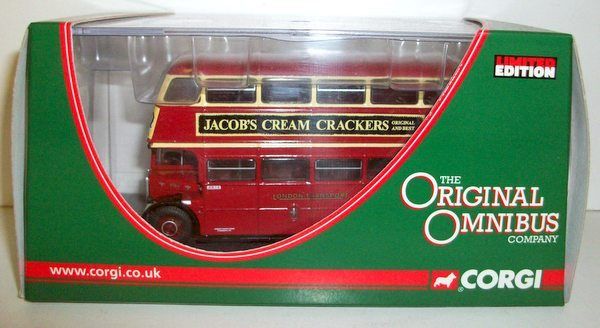 LIMITED
EDITION
JACOB'S CREAM CRACKERS ORIGINAL
AND BEST
LONDON TRANSPORT
THE
ORIGINAL
OMNIBUS
COMPANY
www.corgi.co.uk
CORGI